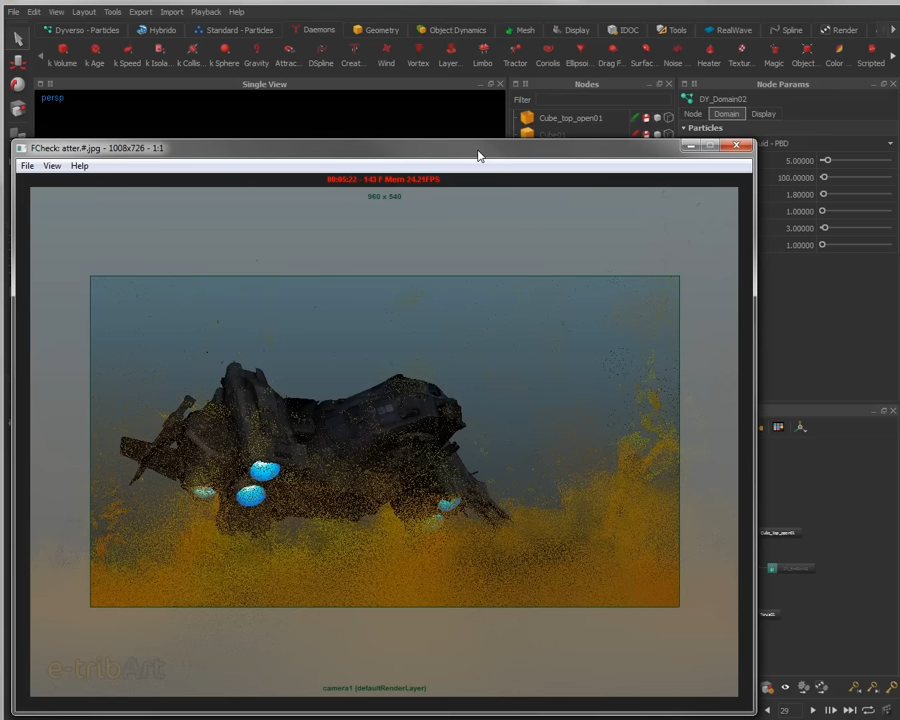 File Edit View Layout Tools Export Import Playback Help
Dyverso - Particles Hybrido Standard - Particles Daemons Geometry Object Dynamics Mesh Display IDOC Tools RealWave Spline Render
k Volume k Age k Speed k Isola... k Collis... k Sphere Gravity Attrac... DSpline Creat... Wind Vortex Layer... Limbo Tractor Coriolis Ellipsoi... Drag F... Surfac... Noise ... Heater Textur... Magic Object... Color ... Scripted
Single View Nodes Node Params
persp
Filter
DY_Domain02
Node Domain Display
Cube_top_open01
Particles
uid - PBD
5.00000
100.00000
1.80000
1.00000
3.00000
1.00000
FCheck: atter.#.jpg - 1008x726 - 1:1
File View Help
00:05:22 - 143 F Mem 24,21FPS
960 x 540
Cube_top_open01
e-tribArt
camera1 (defaultRenderLayer)
29